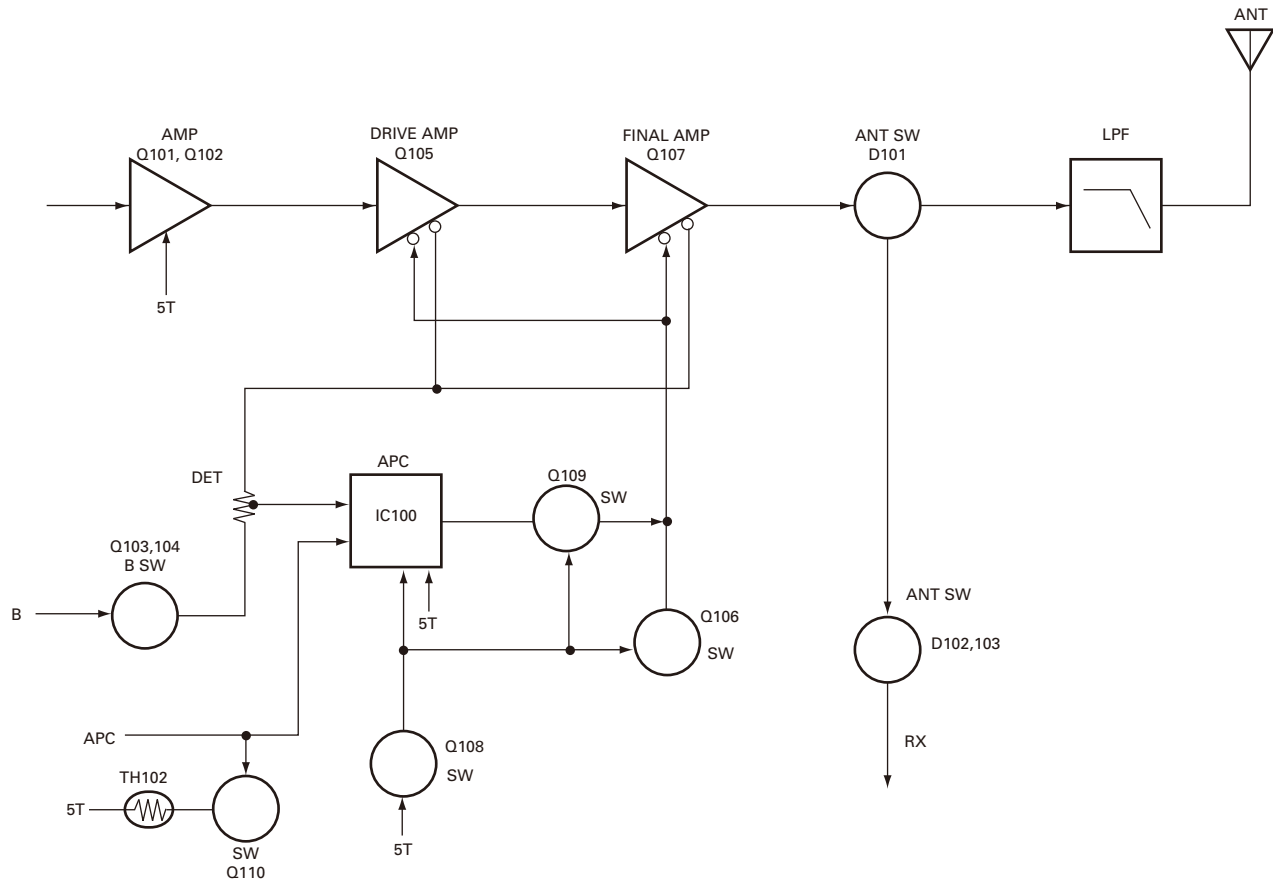 ANT
AMP
Q101, Q102
DRIVE AMP
Q105
FINAL AMP
Q107
ANT SW
D101
LPF
5T
DET
APC
IC100
Q109
SW
Q103,104
B SW
B
5T
Q106
SW
ANT SW
D102,103
APC
Q108
SW
RX
TH102
5T
5T
SW
Q110